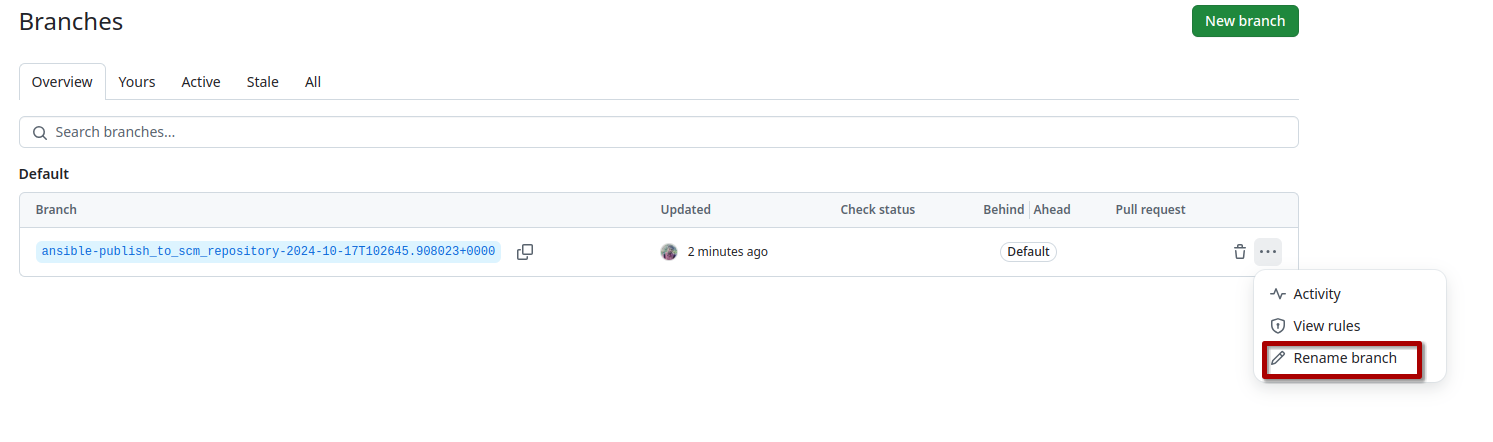 Branches
New branch
Overview Yours Active Stale All
Search branches...
Default
Branch Updated Check status Behind Ahead Pull request
ansible-publish_to_scm_repository-2024-10-17T102645.908023+0000 2 minutes ago Default
Activity
View rules
Rename branch